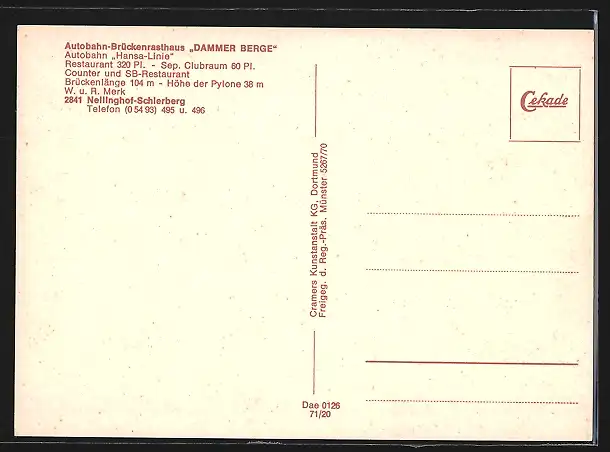 Autobahn-Brückenrasthaus „DAMMER BERGE“
Autobahn „Hansa-Linie“
Restaurant 320 Pl. - Sep. Clubraum 60 Pl.
Counter und SB-Restaurant
Brückenlänge 104 m - Höhe der Pylone 38 m
W. u. R. Merk
2841 Nellinghof-Schierberg
Telefon (0 54 93) 495 u. 496
Cekade
Cramers Kunstanstalt KG, Dortmund
Freigeg. d. Reg.-Präs. Münster 5267/70
Dae 0126
71/20